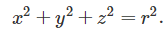 x² + y² + z² = r².